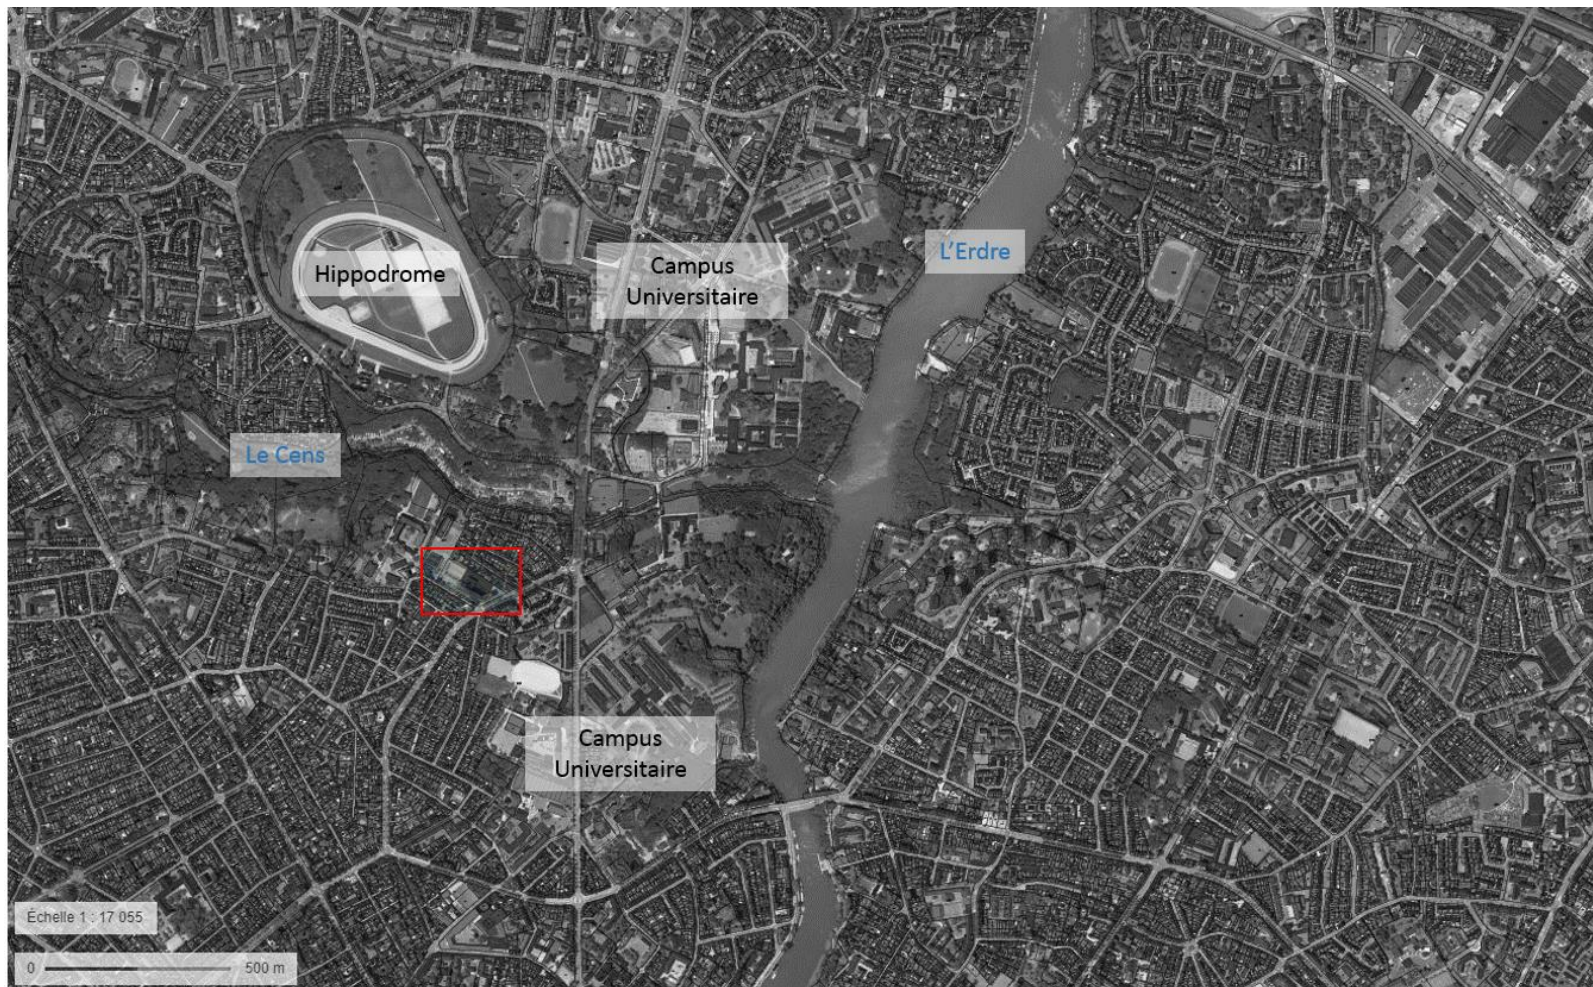 L'Erdre
Campus
Universitaire
Hippodrome
Le Cens
Campus
Universitaire
Échelle 1 : 17 055
0 500 m